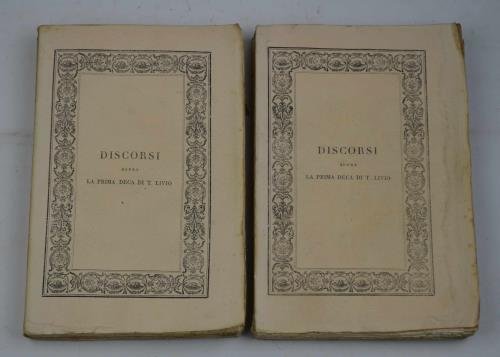 DISCORSI
SOPRA
LA PRIMA DECA DI T. LIVIO
DISCORSI
SOPRA
LA PRIMA DECA DI T. LIVIO